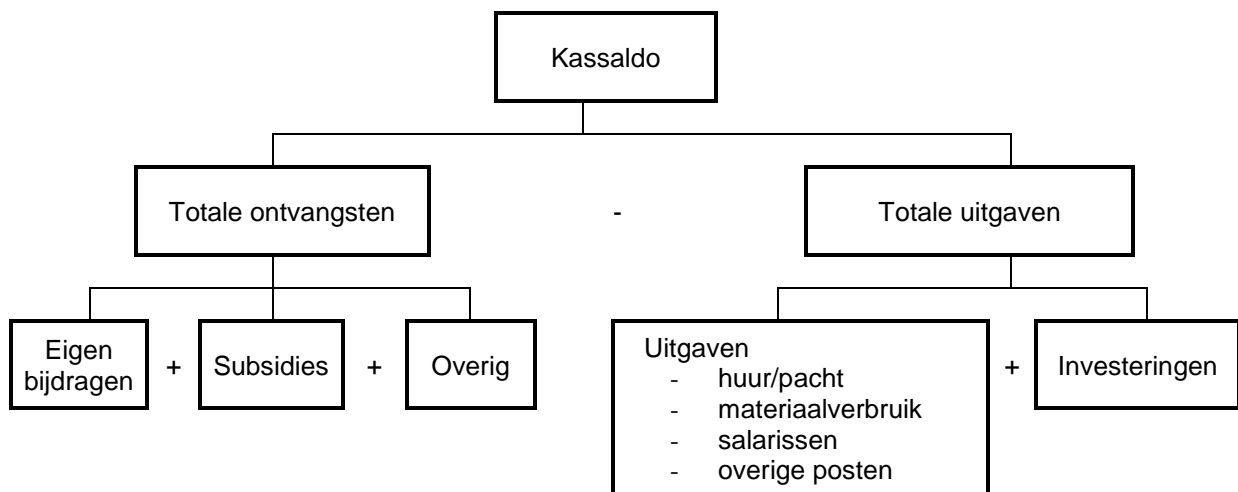 Kassaldo
Totale ontvangsten
-
Totale uitgaven
Eigen
bijdragen
+
Subsidies
+
Overig
Uitgaven
- huur/pacht
- materiaalverbruik
- salarissen
- overige posten
+
Investeringen